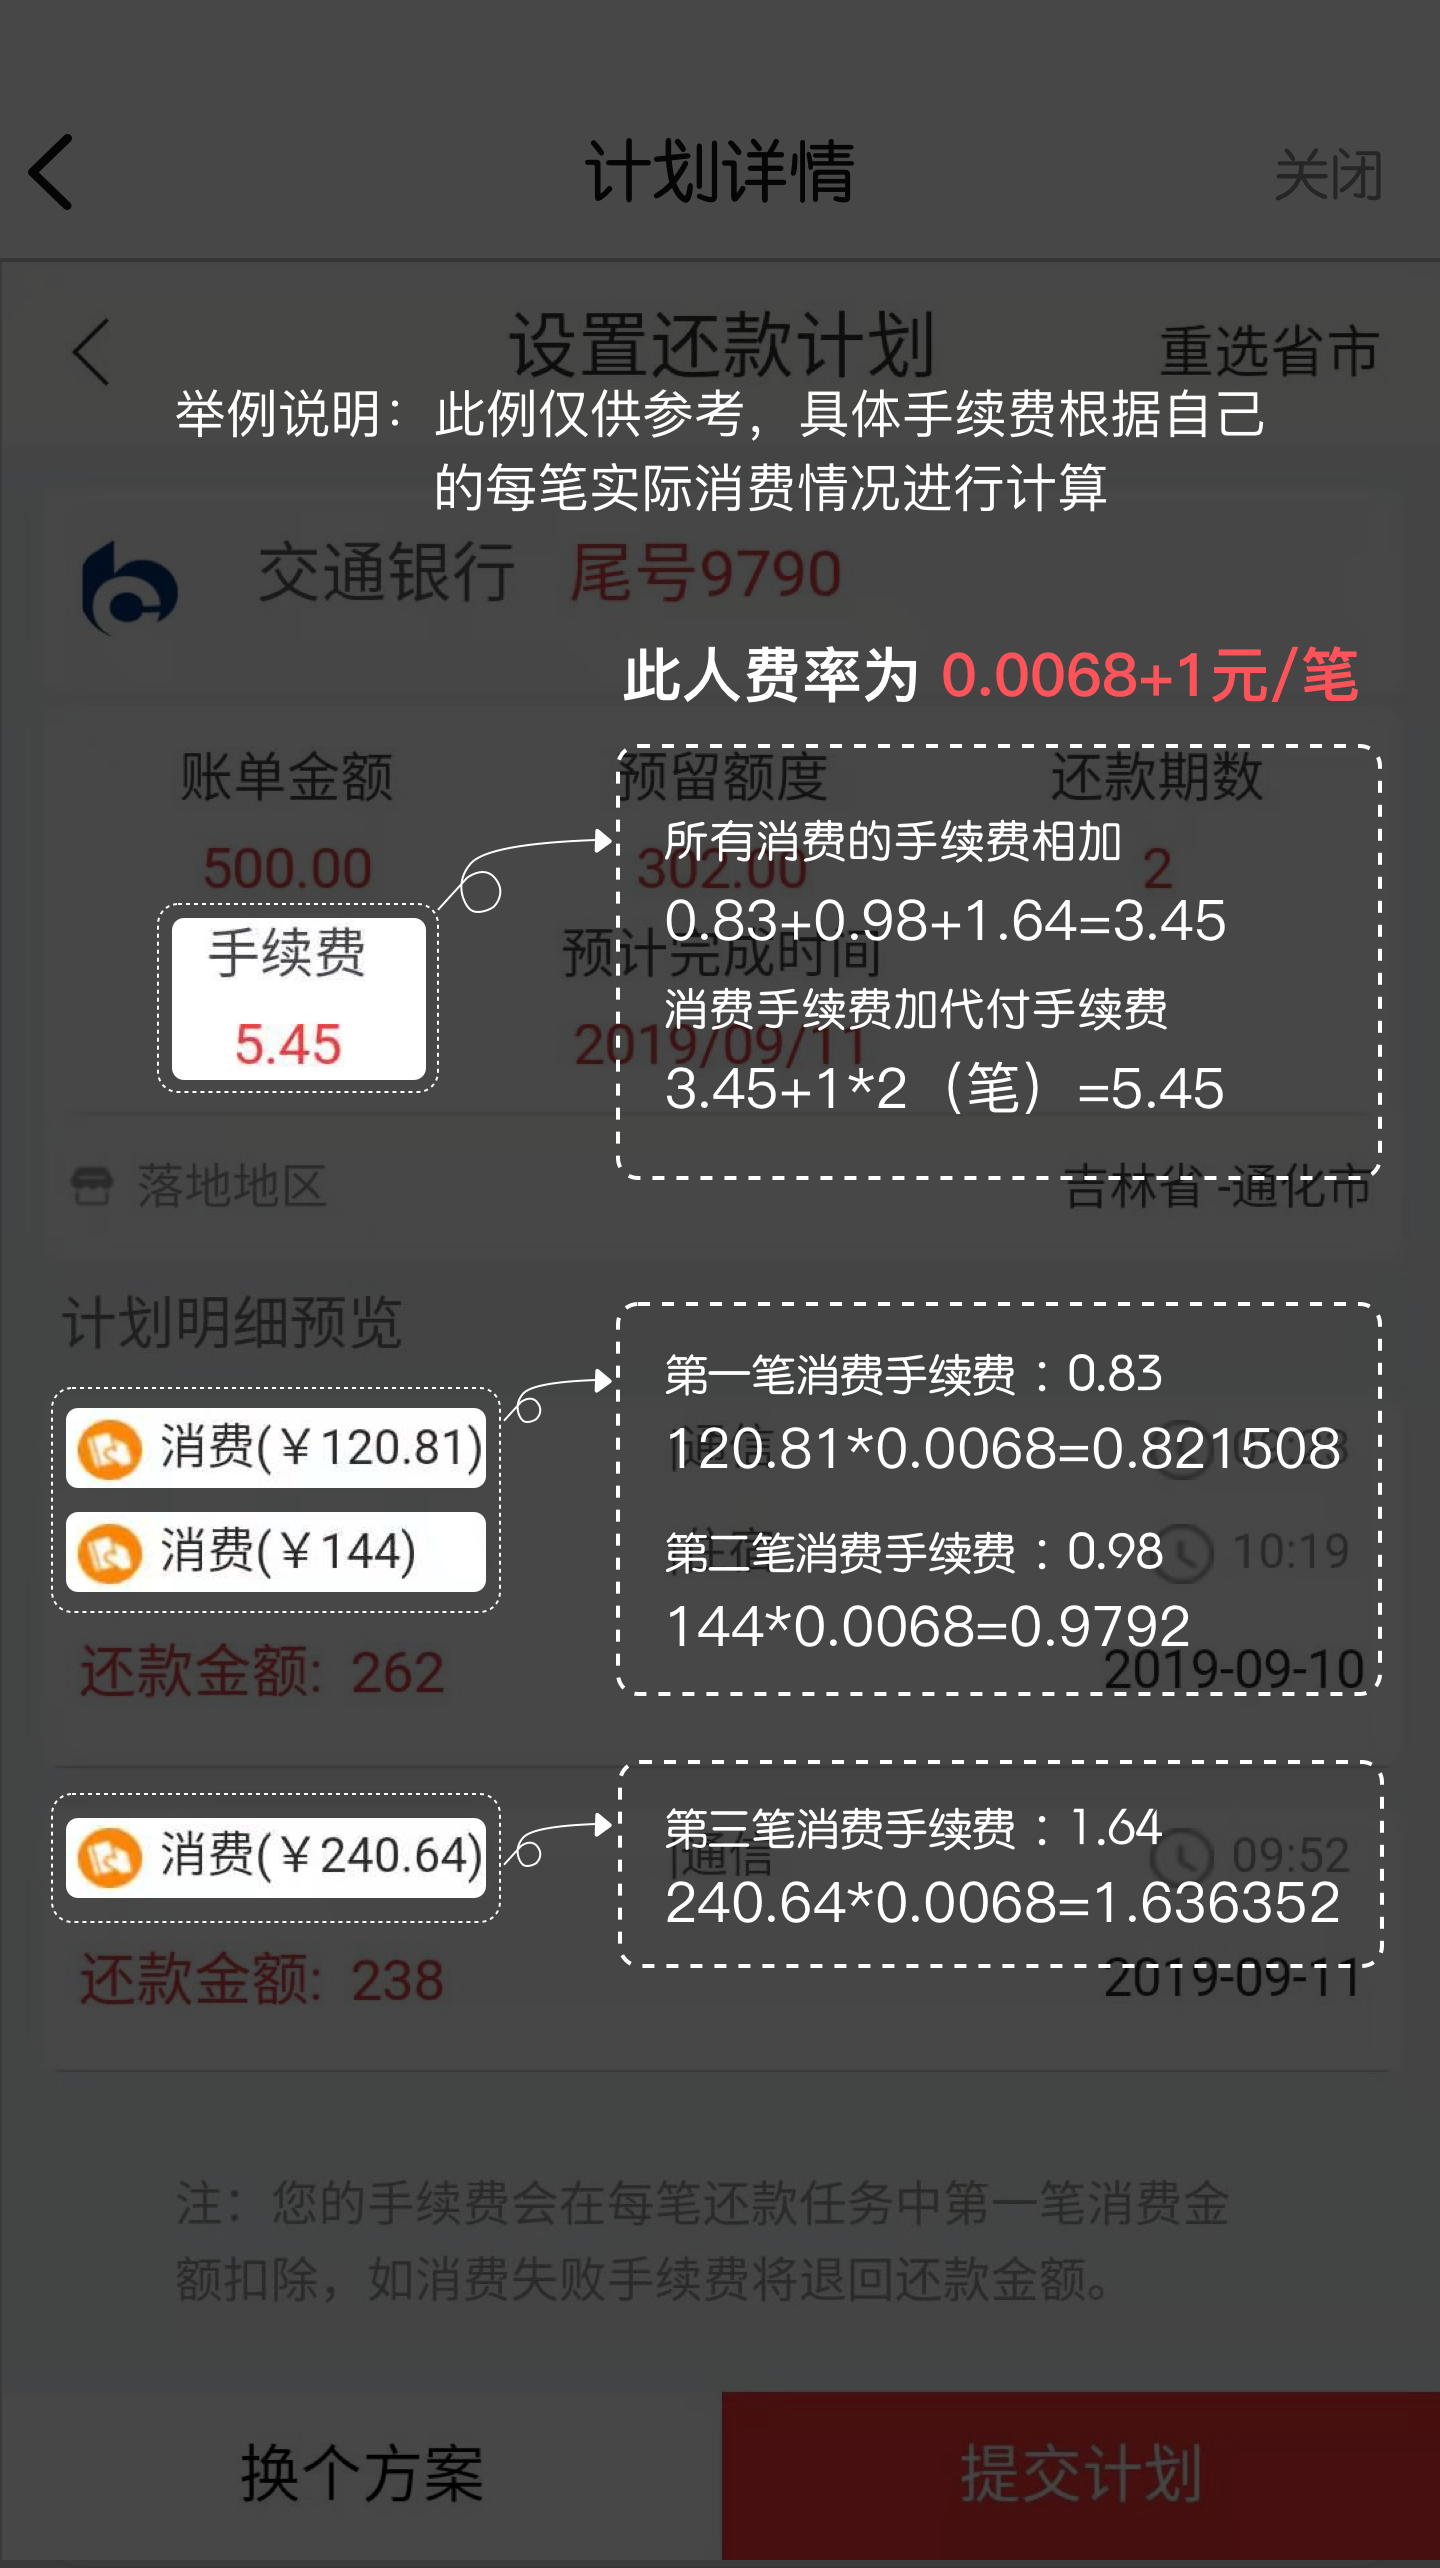 计划详情
关闭
设置还款计划
重选省市
举例说明：此例仅供参考，具体手续费根据自己
的每笔实际消费情况进行计算
交通银行 尾号9790
此人费率为 0.0068+1元/笔
账单金额
预留额度
还款期数
500.00
302.00
2
所有消费的手续费相加
0.83+0.98+1.64=3.45
手续费
预计完成时间
5.45
2019/09/11
消费手续费加代付手续费
3.45+1*2（笔）=5.45
落地地区
吉林省 -通化市
计划明细预览
第一笔消费手续费：0.83
消费(￥120.81)
通信
120.81*0.0068=0.821508
第二笔消费手续费：0.98
消费(￥144)
住宿
10:19
144*0.0068=0.9792
还款金额: 262
2019-09-10
第三笔消费手续费：1.64
消费(￥240.64)
通信
09:52
240.64*0.0068=1.636352
还款金额: 238
2019-09-11
注：您的手续费会在每笔还款任务中第一笔消费金
额扣除，如消费失败手续费将退回还款金额。
换个方案
提交计划